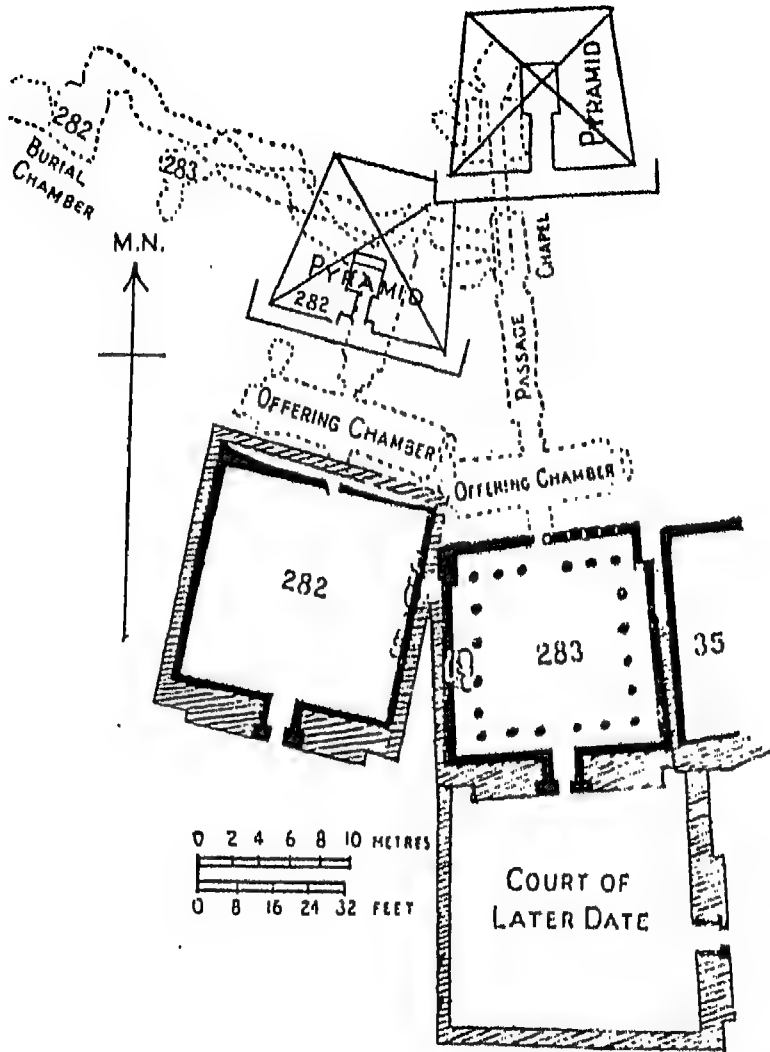 PYRAMID
282
BURIAL
CHAMBER
283
M.N.
PYRAMID
282
CHAPEL
PASSAGE
OFFERING CHAMBER
OFFERING CHAMBER
282
283
35
0 2 4 6 8 10 METRES
0 8 16 24 32 FEET
COURT OF
LATER DATE